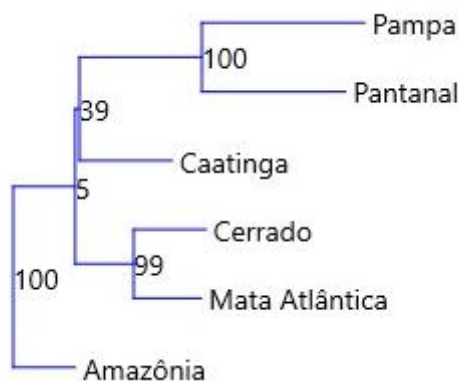 Pampa
100
Pantanal
39
Caatinga
5
Cerrado
99
100
Mata Atlântica
Amazônia